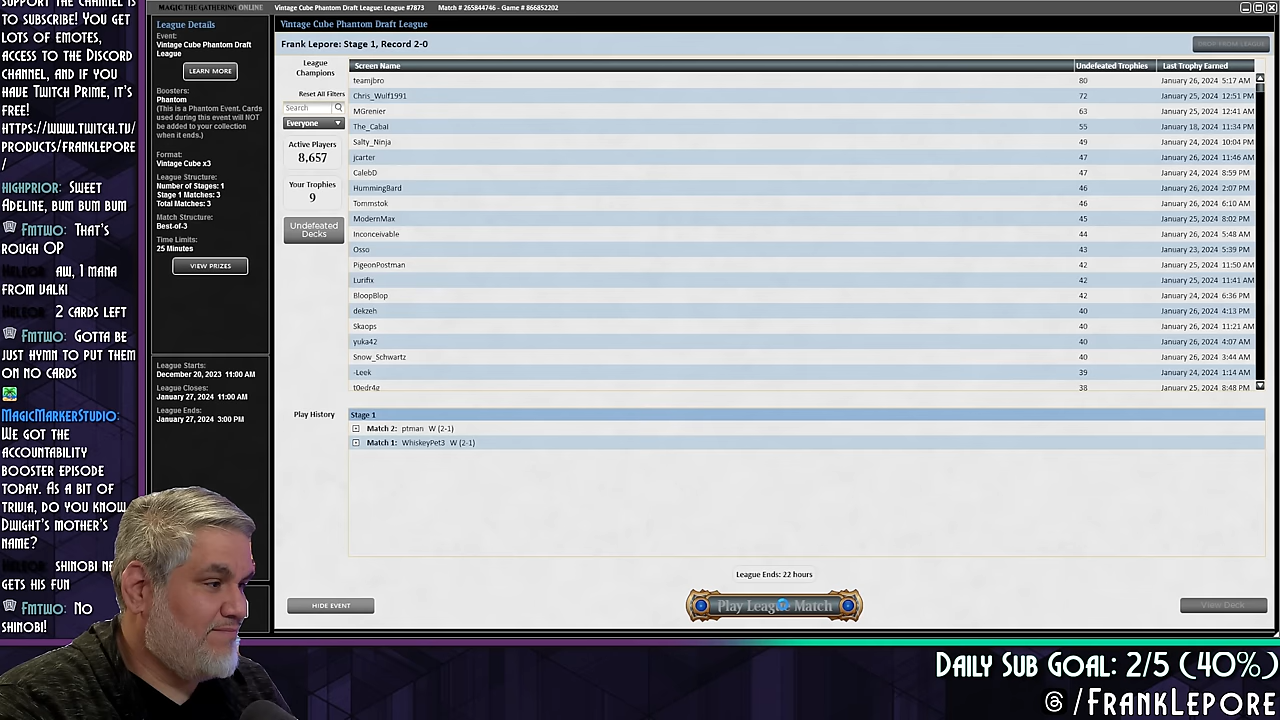 SUPPORT THE CHANNEL IS
TO SUBSCRIBE! YOU GET
LOTS OF EMOTES,
ACCESS TO THE DISCORD
CHANNEL, AND IF YOU
HAVE TWITCH PRIME, IT'S
FREE!
HTTPS://WWW.TWITCH.TV/
PRODUCTS/FRANKLEPORE
/
HIGHPRIOR: SWEET
ADELINE, BUM BUM BUM
FMTWO: THAT'S
ROUGH OP
AW, 1 MANA
FROM VALKI
2 CARDS LEFT
FMTWO: GOTTA BE
JUST HYMN TO PUT THEM
ON NO CARDS
MAGICMARKERSTUDIO:
WE GOT THE
ACCOUNTABILITY
BOOSTER EPISODE
TODAY. AS A BIT OF
TRIVIA, DO YOU KNOW
DWIGHT'S MOTHER'S
NAME?
SHINOBI
GETS HIS FUN
FMTWO: NO
SHINOBI!
MAGIC THE GATHERING ONLINE
Vintage Cube Phantom Draft League: League #7873 Match # 265844746 - Game # 866852202
League Details
Event:
Vintage Cube Phantom Draft
League
LEARN MORE
Boosters:
Phantom
(This is a Phantom Event. Cards
used during this event will NOT
be added to your collection
when it ends.)
Format:
Vintage Cube x3
League Structure:
Number of Stages: 1
Stage 1 Matches: 3
Total Matches: 3
Match Structure:
Best-of-3
Time Limits:
25 Minutes
VIEW PRIZES
League Starts:
December 20, 2023 11:00 AM
League Closes:
January 27, 2024 11:00 AM
League Ends:
January 27, 2024 3:00 PM
Vintage Cube Phantom Draft League
Frank Lepore: Stage 1, Record 2-0
DROP FROM LEAGUE
League
Champions
Reset All Filters
Search
Everyone
Active Players
8,657
Your Trophies
9
Undefeated
Decks
Screen Name Undefeated Trophies Last Trophy Earned
teamjbro 80 January 26, 2024 5:17 AM
Chris_Wulf1991 72 January 26, 2024 12:51 PM
MGrenier 63 January 25, 2024 12:41 AM
The_Cabal 55 January 18, 2024 11:34 PM
Salty_Ninja 49 January 24, 2024 10:04 PM
jcarter 47 January 26, 2024 11:46 AM
CalebD 47 January 24, 2024 8:59 PM
HummingBard 46 January 26, 2024 2:07 PM
Tommstok 46 January 26, 2024 6:10 AM
ModernMax 45 January 25, 2024 8:02 PM
Inconceivable 44 January 26, 2024 5:48 AM
Osso 43 January 23, 2024 5:39 PM
PigeonPostman 42 January 25, 2024 11:50 AM
Lurifix 42 January 25, 2024 11:41 AM
BloopBlop 42 January 24, 2024 6:36 PM
dekzeh 40 January 26, 2024 4:13 PM
Skaops 40 January 26, 2024 11:21 AM
yuka42 40 January 26, 2024 4:07 AM
Snow_Schwartz 40 January 26, 2024 3:44 AM
-Leek 39 January 24, 2024 1:14 AM
t0edr4g 38 January 25, 2024 8:48 PM
Play History
Stage 1
Match 2: ptman W (2-1)
Match 1: WhiskeyPet3 W (2-1)
League Ends: 22 hours
HIDE EVENT
Play League Match
View Deck
DAILY SUB GOAL: 2/5 (40%)
/FRANKLEPORE